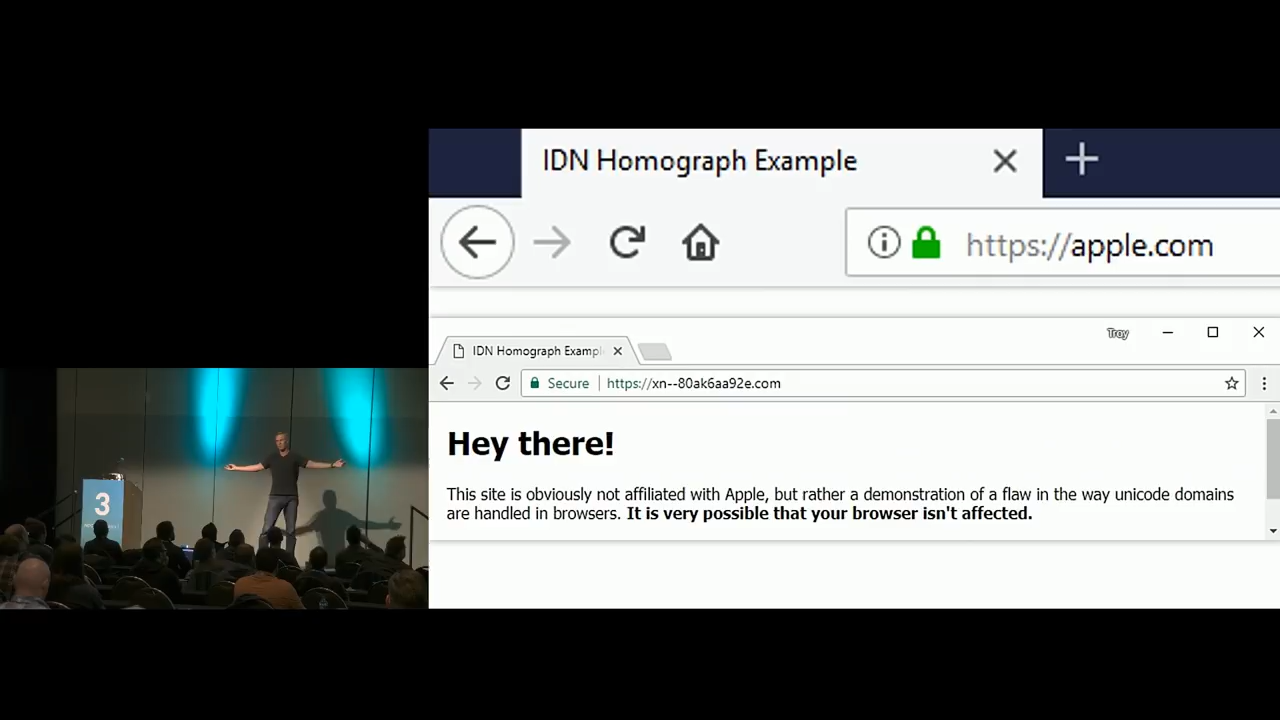 IDN Homograph Example
https://apple.com
Troy
IDN Homograph Exampl
Secure https://xn--80ak6aa92e.com
Hey there!
This site is obviously not affiliated with Apple, but rather a demonstration of a flaw in the way unicode domains
are handled in browsers. It is very possible that your browser isn't affected.
3